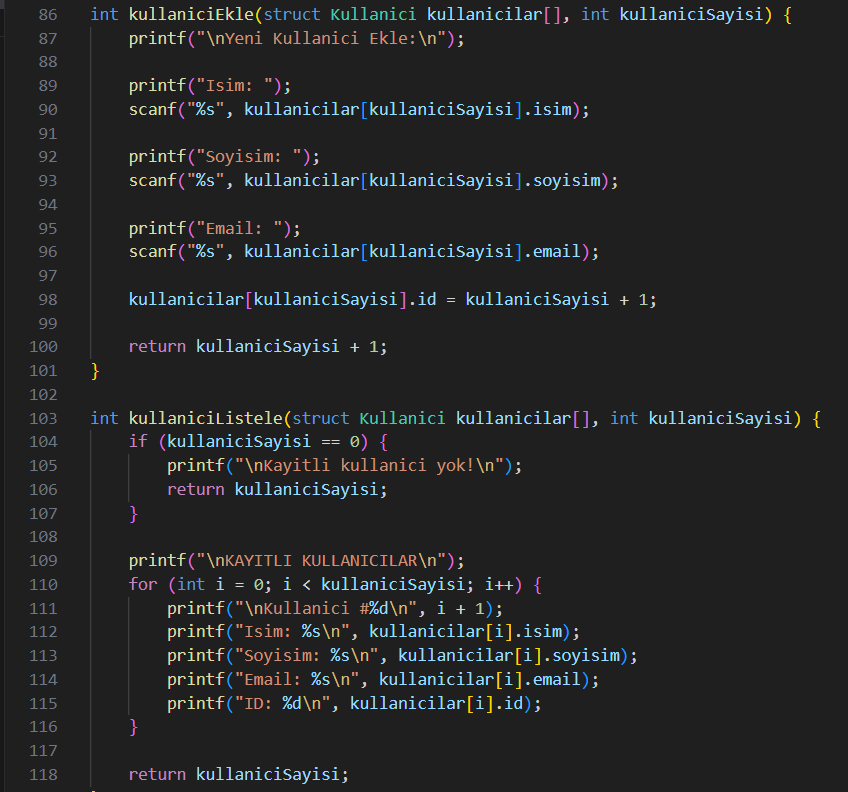 86 int kullaniciEkle(struct Kullanici kullanicilar[], int kullaniciSayisi) {
87     printf("\nYeni Kullanici Ekle:\n");
88
89     printf("Isim: ");
90     scanf("%s", kullanicilar[kullaniciSayisi].isim);
91
92     printf("Soyisim: ");
93     scanf("%s", kullanicilar[kullaniciSayisi].soyisim);
94
95     printf("Email: ");
96     scanf("%s", kullanicilar[kullaniciSayisi].email);
97
98     kullanicilar[kullaniciSayisi].id = kullaniciSayisi + 1;
99
100     return kullaniciSayisi + 1;
101 }
102
103 int kullaniciListele(struct Kullanici kullanicilar[], int kullaniciSayisi) {
104     if (kullaniciSayisi == 0) {
105         printf("\nKayitli kullanici yok!\n");
106         return kullaniciSayisi;
107     }
108
109     printf("\nKAYITLI KULLANICILAR\n");
110     for (int i = 0; i < kullaniciSayisi; i++) {
111         printf("\nKullanici #%d\n", i + 1);
112         printf("Isim: %s\n", kullanicilar[i].isim);
113         printf("Soyisim: %s\n", kullanicilar[i].soyisim);
114         printf("Email: %s\n", kullanicilar[i].email);
115         printf("ID: %d\n", kullanicilar[i].id);
116     }
117
118     return kullaniciSayisi;